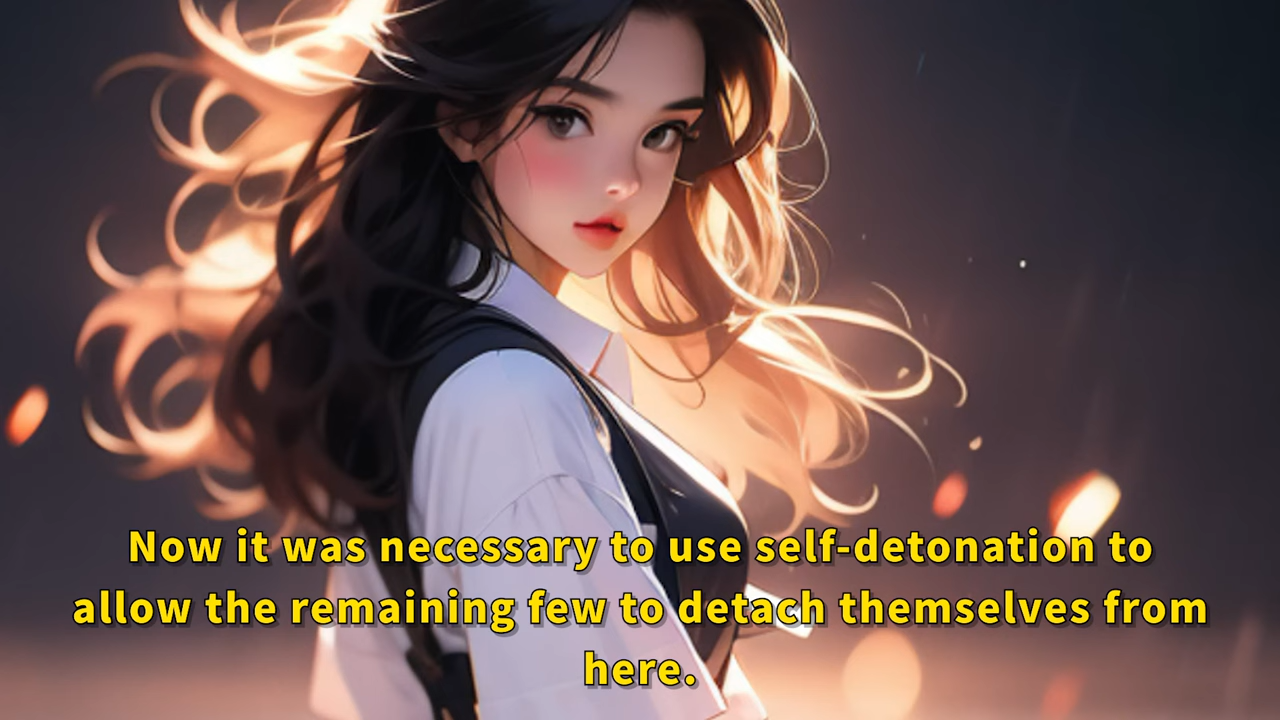 Now it was necessary to use self-detonation to
allow the remaining few to detach themselves from
here.